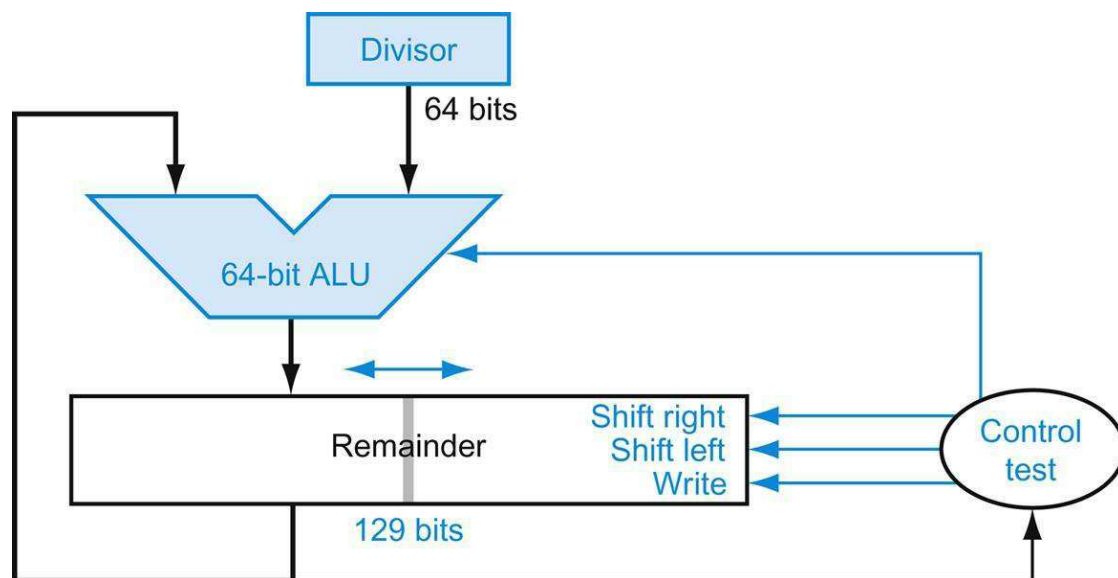 Divisor
64 bits
64-bit ALU
Remainder
Shift right
Shift left
Write
129 bits
Control
test